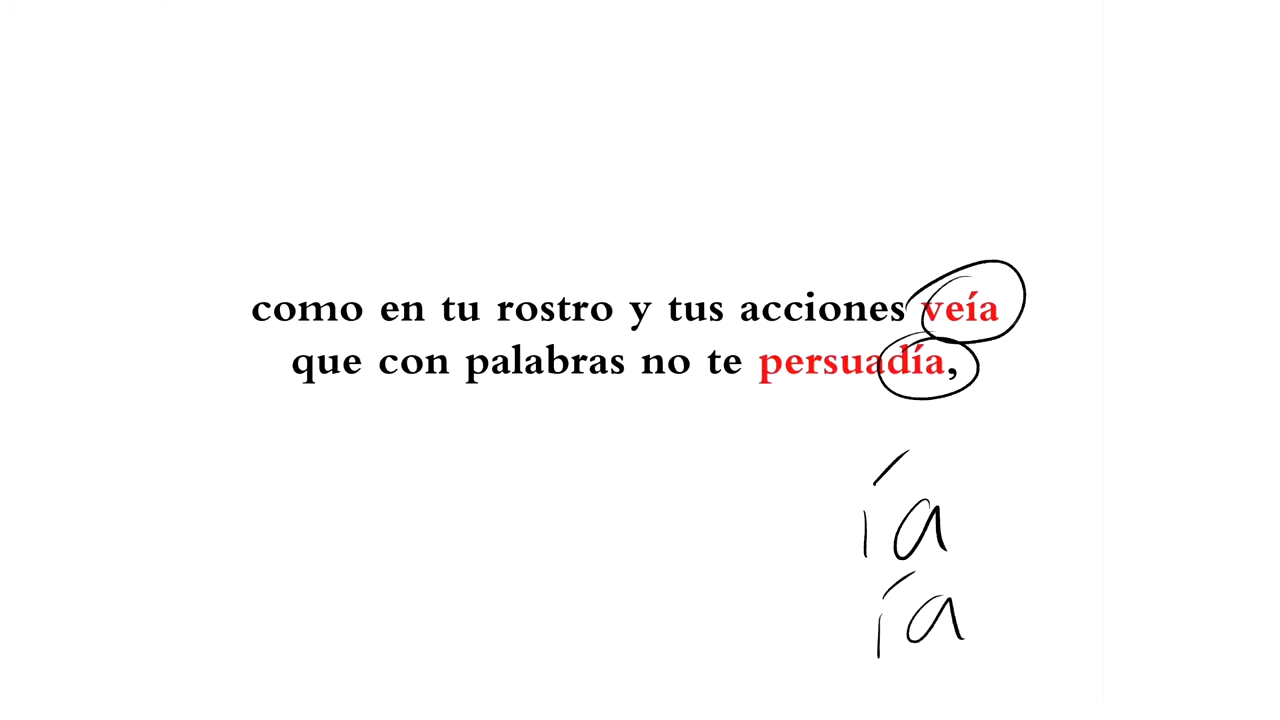 como en tu rostro y tus acciones veía
que con palabras no te persuadía,
ía
ía